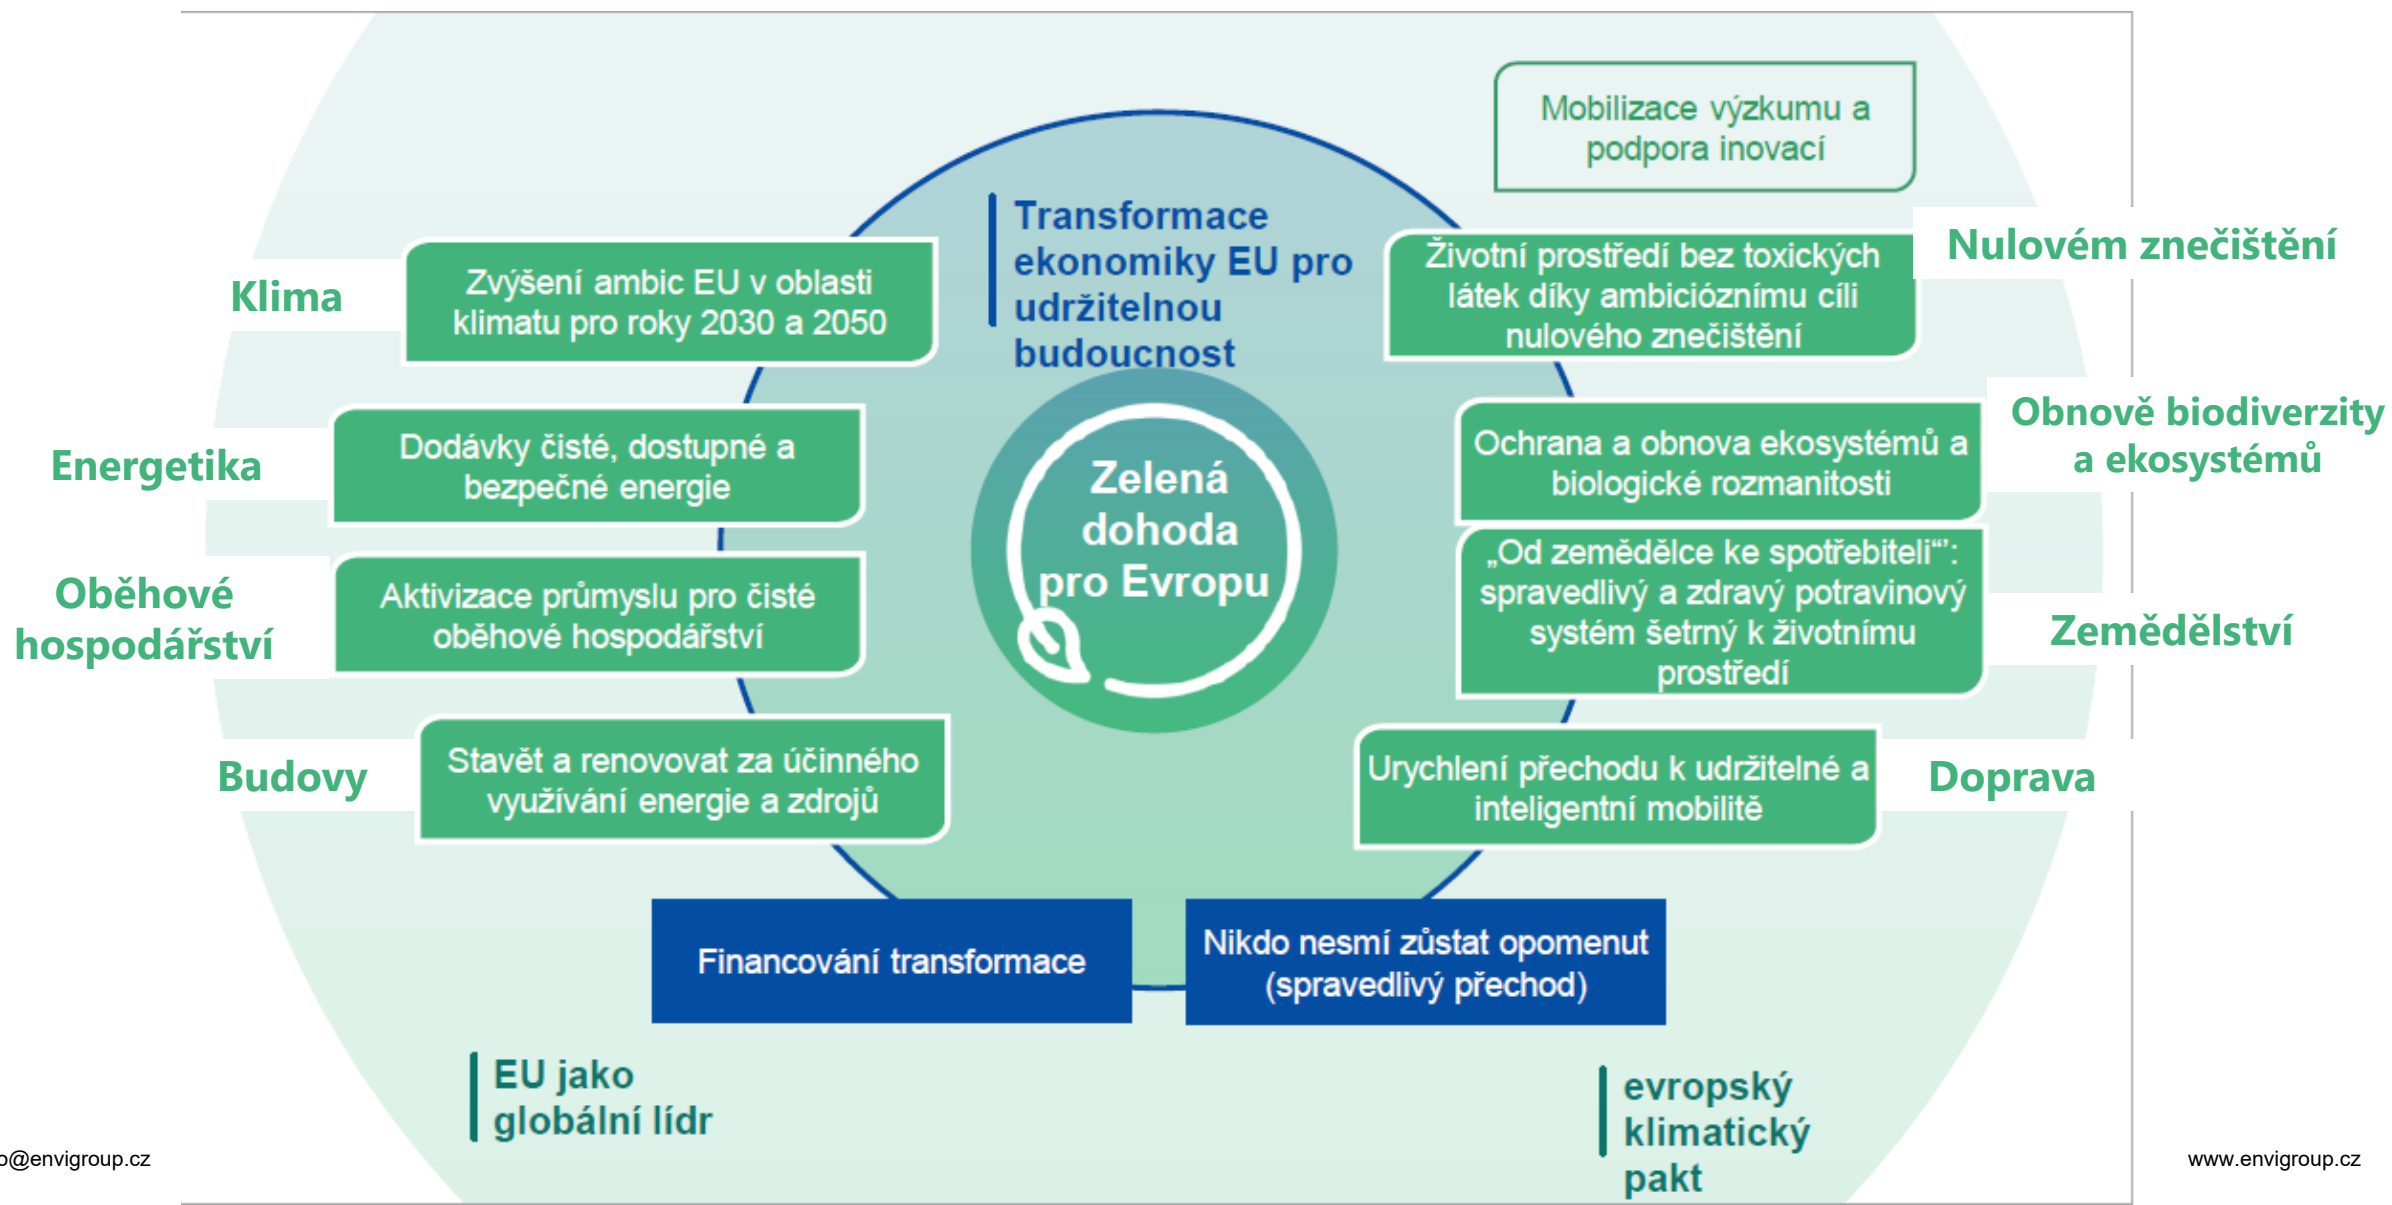 Mobilizace výzkumu a
podpora inovací
Transformace
ekonomiky EU pro
udržitelnou
budoucnost
Klima
Zvýšení ambic EU v oblasti
klimatu pro roky 2030 a 2050
Životní prostředí bez toxických
látek díky ambicióznímu cíli
nulového znečištění
Nulovém znečištění
Energetika
Dodávky čisté, dostupné a
bezpečné energie
Zelená
dohoda
pro Evropu
Ochrana a obnova ekosystémů a
biologické rozmanitosti
Obnově biodiverzity
a ekosystémů
Oběhové
hospodářství
Aktivizace průmyslu pro čisté
oběhové hospodářství
„Od zemědělce ke spotřebiteli“':
spravedlivý a zdravý potravinový
systém šetrný k životnímu
prostředí
Zemědělství
Budovy
Stavět a renovovat za účinného
využívání energie a zdrojů
Urychlení přechodu k udržitelné a
inteligentní mobilitě
Doprava
Financování transformace
Nikdo nesmí zůstat opomenut
(spravedlivý přechod)
EU jako
globální lídr
evropský
klimatický
pakt
o@envigroup.cz
www.envigroup.cz